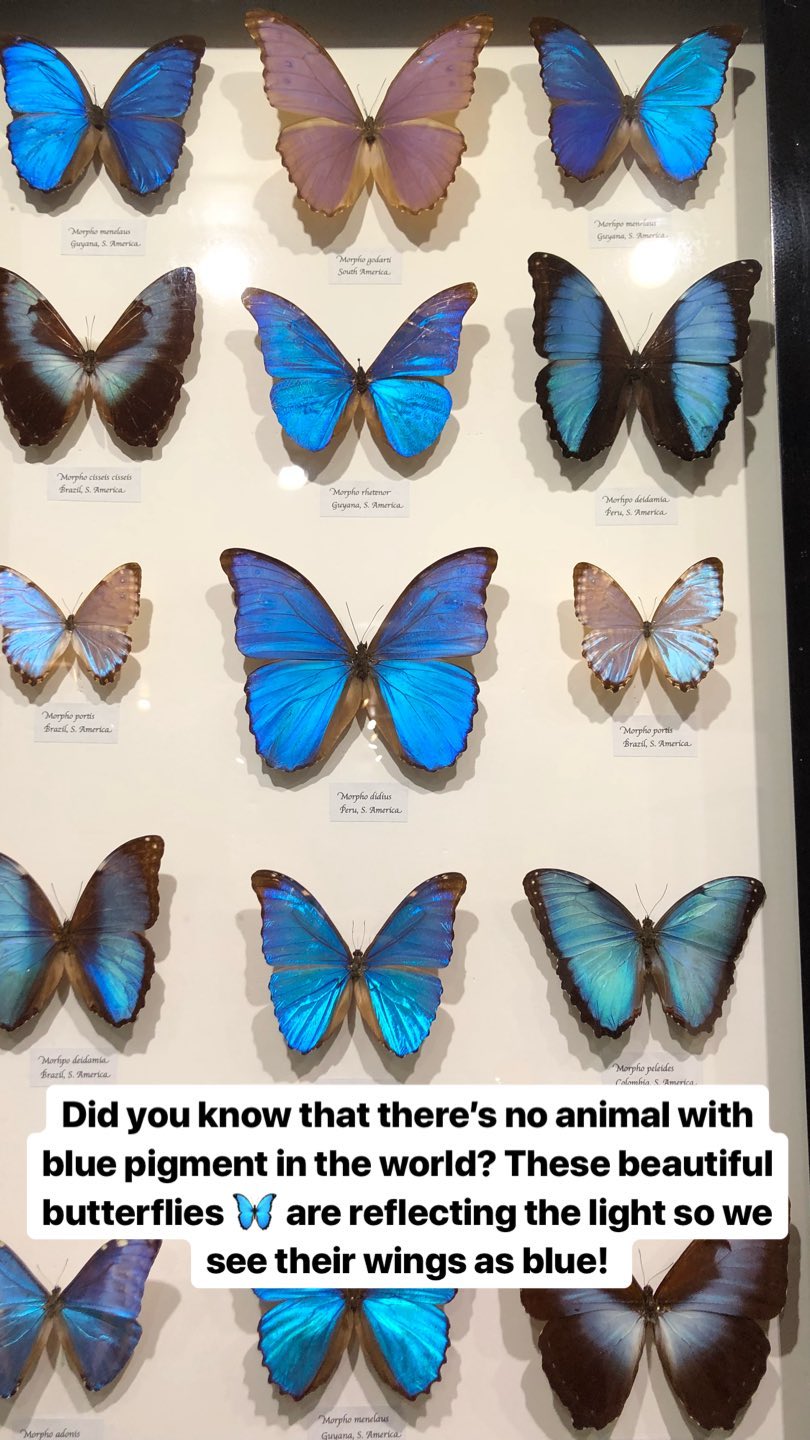 Morpho menelaus
Guyana, S. America
Morpho godarti
South America
Morhpo menelaus
Guyana, S. America
Morpho cisseis cisseis
Brazil, S. America
Morpho rhetenor
Guyana, S. America
Morhpo deidamia
Peru, S. America
Morpho portis
Brazil, S. America
Morpho portis
Brazil, S. America
Morpho didius
Peru, S. America
Morhpo deidamia
Brazil, S. America
Morpho peleides
Colombia, S. America
Did you know that there's no animal with
blue pigment in the world? These beautiful
butterflies 🦋 are reflecting the light so we
see their wings as blue!
Morpho adonis
Morpho menelaus
Guyana, S. America